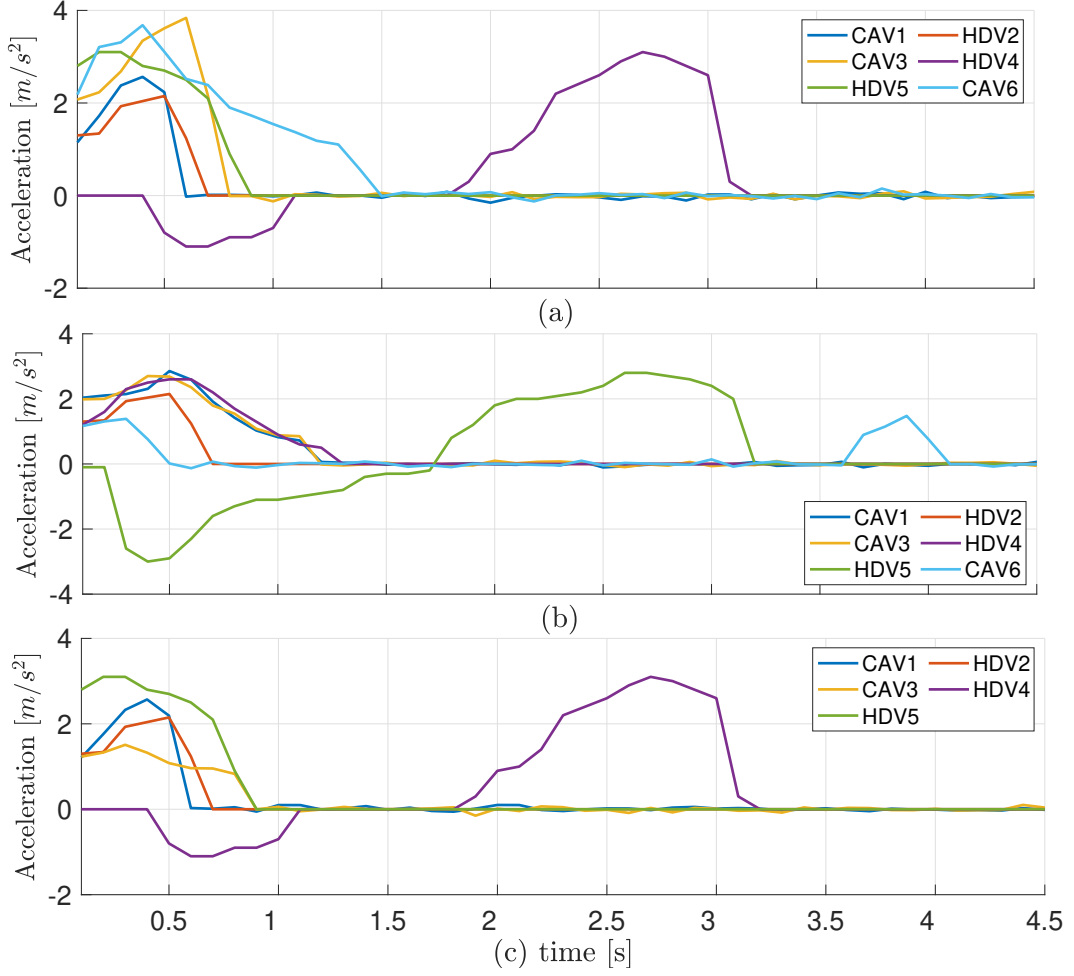 4
2
0
-2
Acceleration [m/s²]
CAV1 HDV2
CAV3 HDV4
HDV5 CAV6
(a)
4
2
0
-2
-4
Acceleration [m/s²]
CAV1 HDV2
CAV3 HDV4
HDV5 CAV6
(b)
4
2
0
-2
Acceleration [m/s²]
CAV1 HDV2
CAV3 HDV4
HDV5
0.5 1 1.5 2 2.5 3 3.5 4 4.5
(c) time [s]